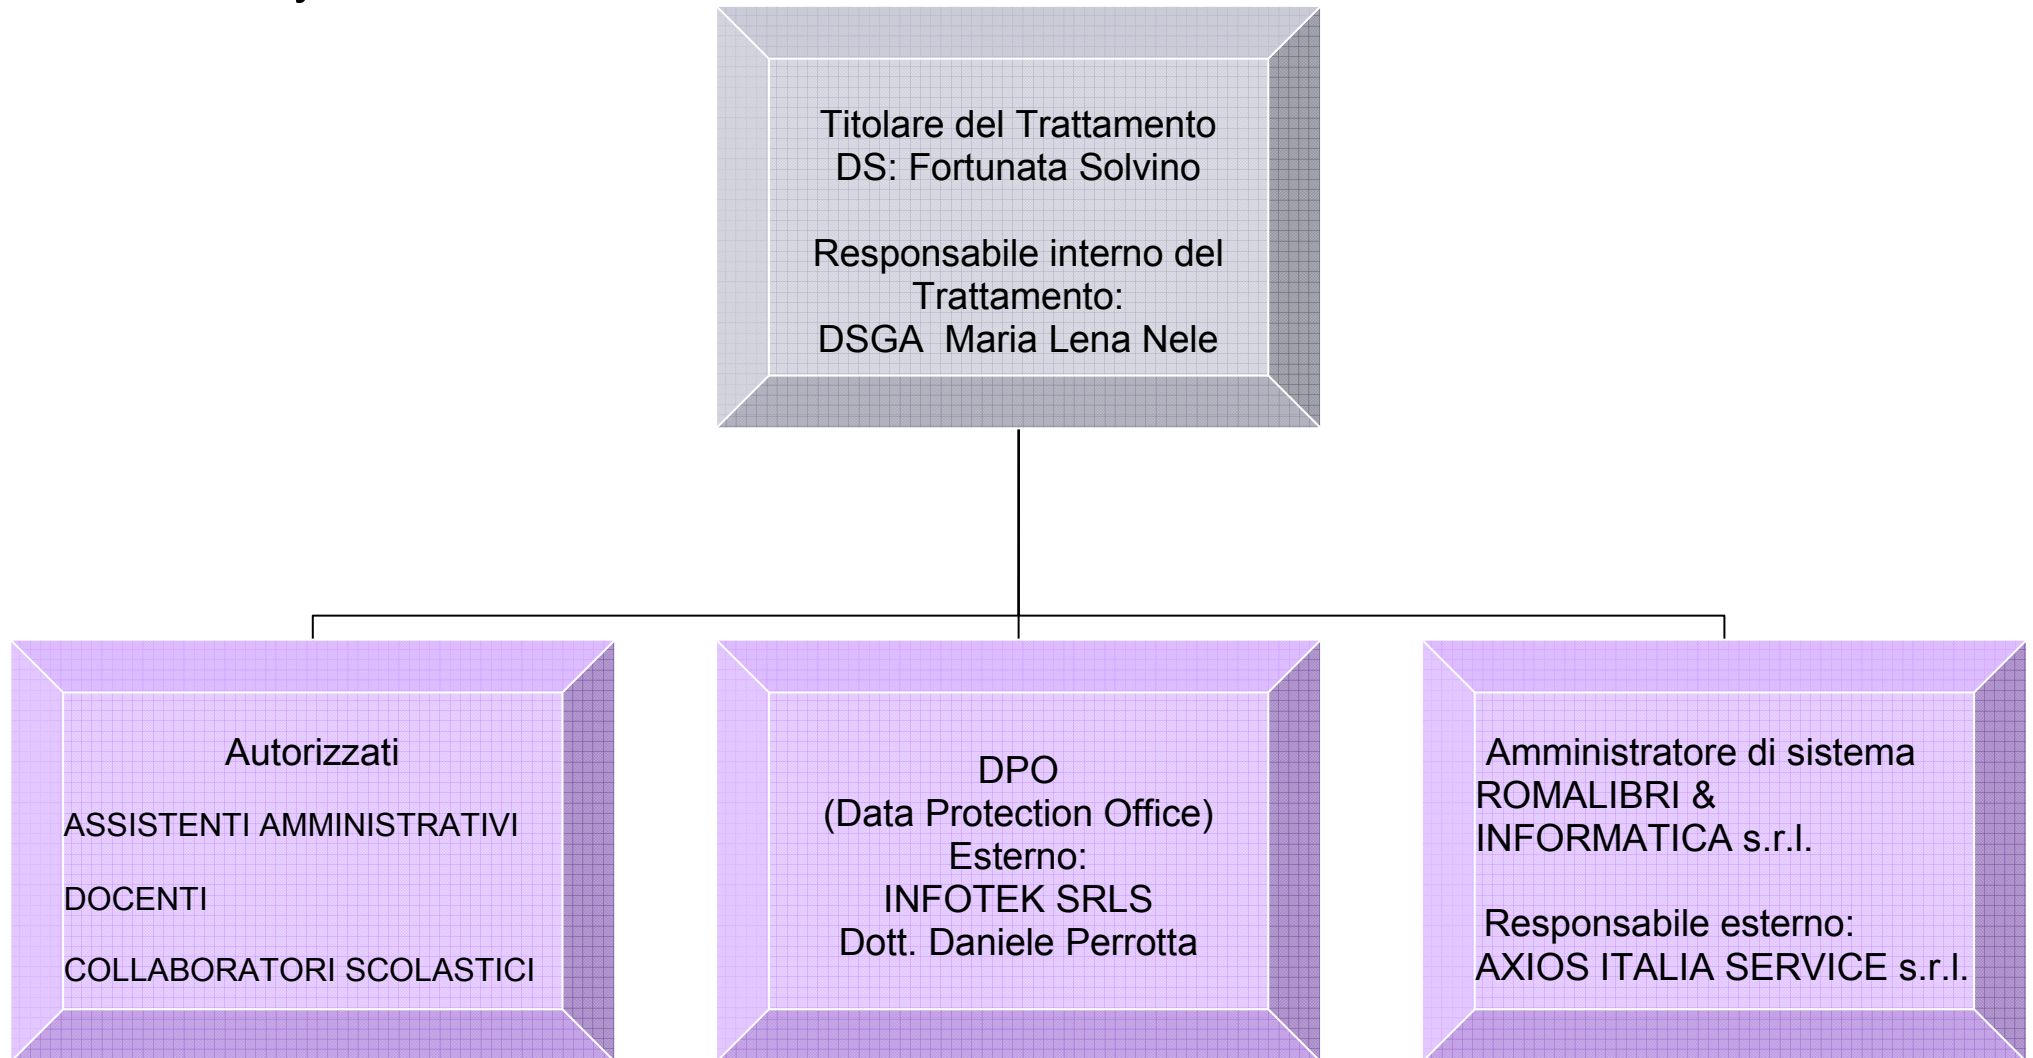 Titolare del Trattamento
DS: Fortunata Solvino
Responsabile interno del
Trattamento:
DSGA  Maria Lena Nele
Autorizzati
ASSISTENTI AMMINISTRATIVI
DOCENTI
COLLABORATORI SCOLASTICI
DPO
(Data Protection Office)
Esterno:
INFOTEK SRLS
Dott. Daniele Perrotta
Amministratore di sistema
ROMALIBRI &
INFORMATICA s.r.l.
Responsabile esterno:
AXIOS ITALIA SERVICE s.r.l.